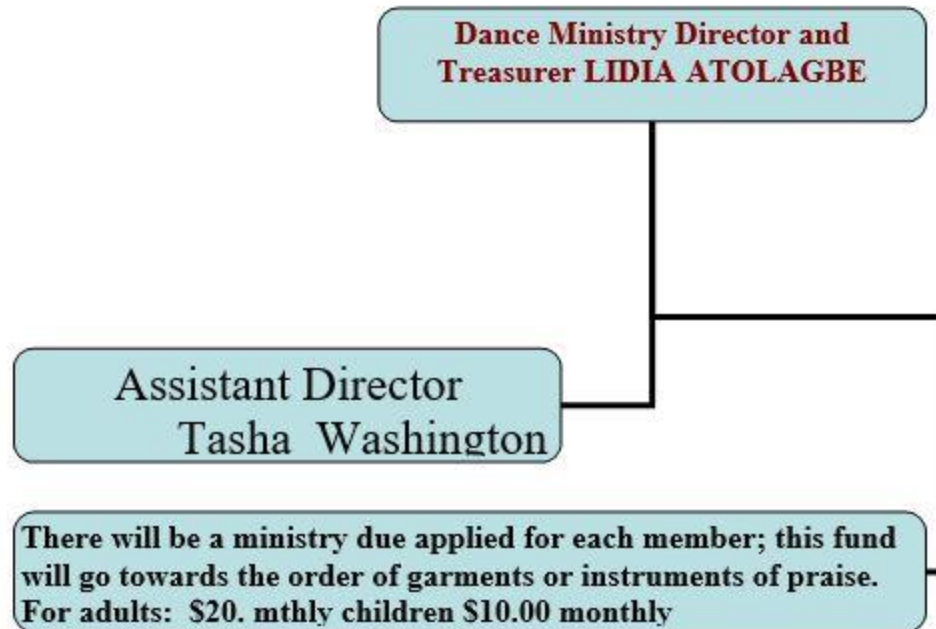 Dance Ministry Director and
Treasurer LIDIA ATOLAGBE
Assistant Director
Tasha Washington
There will be a ministry due applied for each member; this fund
will go towards the order of garments or instruments of praise.
For adults: $20. mthly children $10.00 monthly